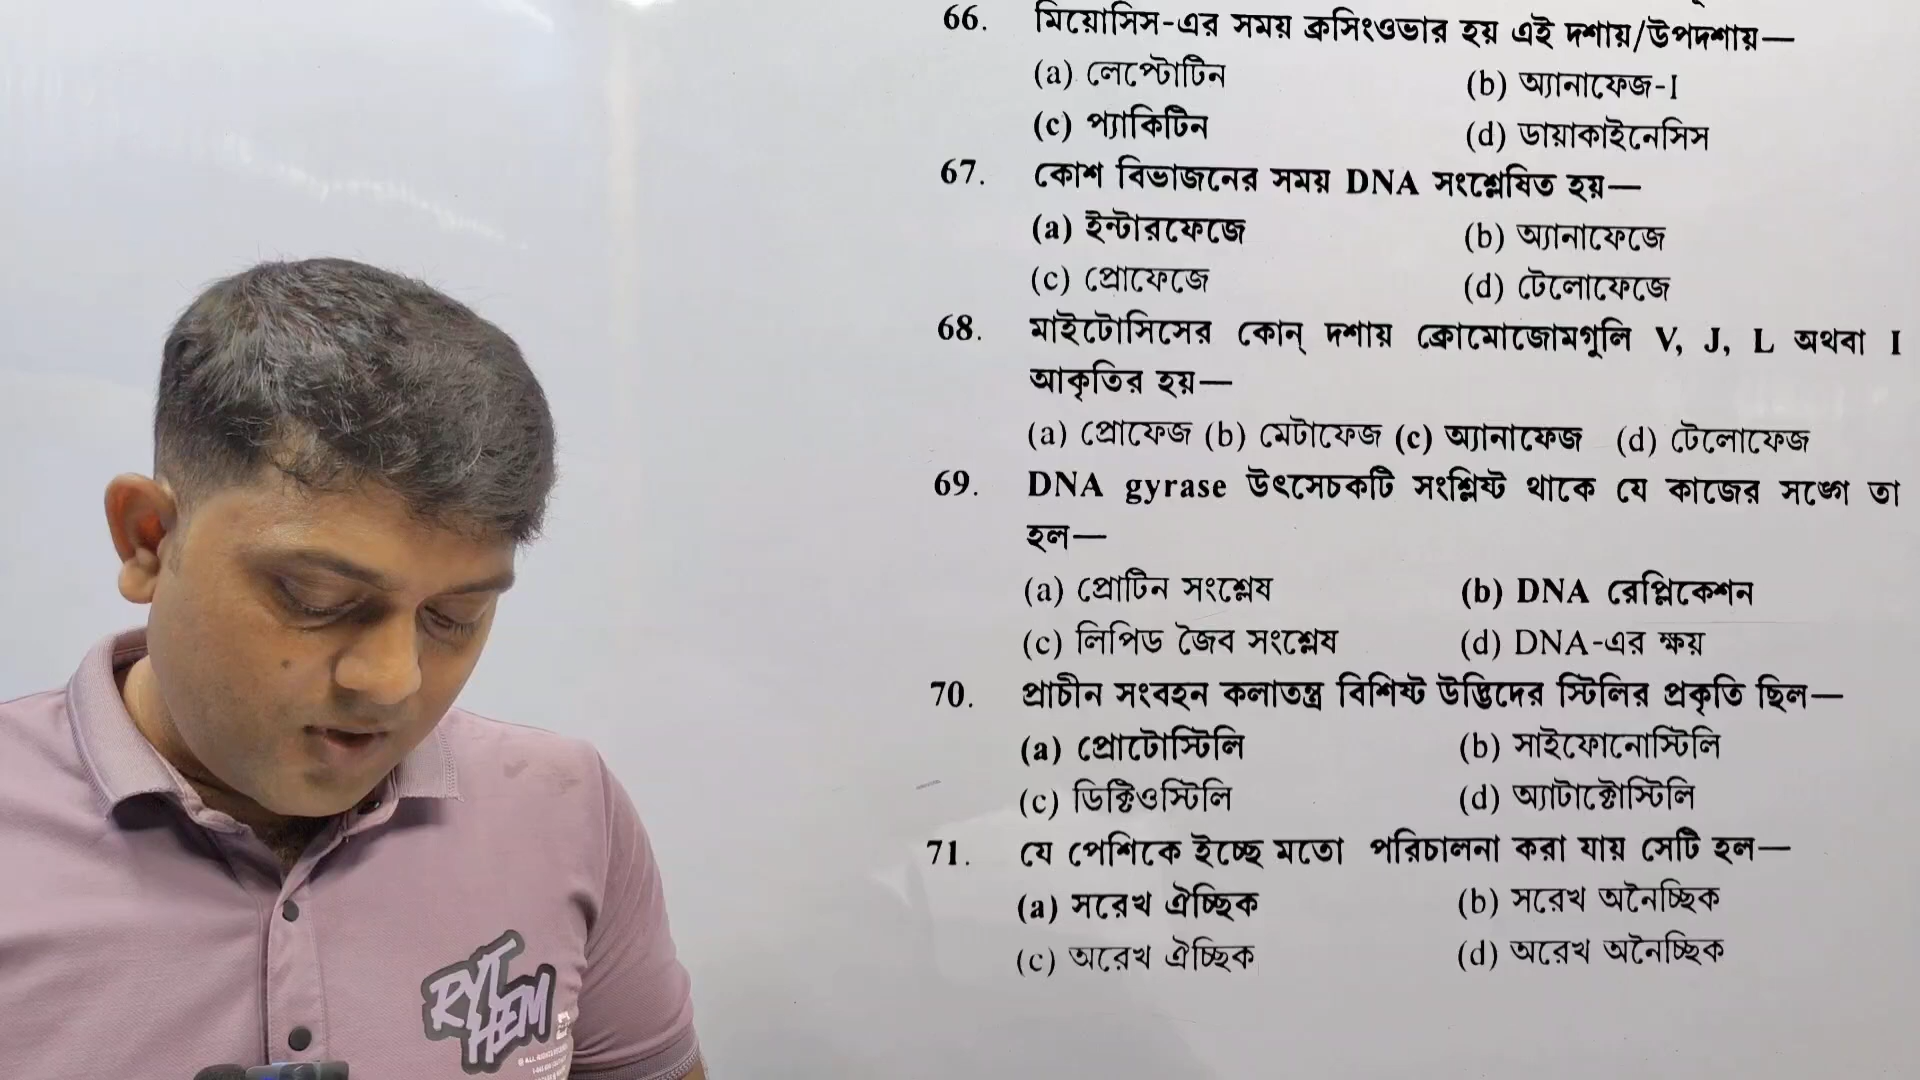 66. মিয়োসিস-এর সময় ক্রসিংওভার হয় এই দশায়/উপদশায়—
(a) লেপ্টোটিন (b) অ্যানাফেজ-I
(c) প্যাকিটিন (d) ডায়াকাইনেসিস
67. কোশ বিভাজনের সময় DNA সংশ্লেষিত হয়—
(a) ইন্টারফেজে (b) অ্যানাফেজে
(c) প্রোফেজে (d) টেলোফেজে
68. মাইটোসিসের কোন্ দশায় ক্রোমোজোমগুলি V, J, L অথবা I
আকৃতির হয়—
(a) প্রোফেজ (b) মেটাফেজ (c) অ্যানাফেজ (d) টেলোফেজ
69. DNA gyrase উৎসেচকটি সংশ্লিষ্ট থাকে যে কাজের সঙ্গে তা
হল—
(a) প্রোটিন সংশ্লেষ (b) DNA রেপ্লিকেশন
(c) লিপিড জৈব সংশ্লেষ (d) DNA-এর ক্ষয়
70. প্রাচীন সংবহন কলাতন্ত্র বিশিষ্ট উদ্ভিদের স্টিলির প্রকৃতি ছিল—
(a) প্রোটোস্টিলি (b) সাইফোনোস্টিলি
(c) ডিক্টিওস্টিলি (d) অ্যাটাক্টোস্টিলি
71. যে পেশিকে ইচ্ছে মতো পরিচালনা করা যায় সেটি হল—
(a) সরেখ ঐচ্ছিক (b) সরেখ অনৈচ্ছিক
(c) অরেখ ঐচ্ছিক (d) অরেখ অনৈচ্ছিক
RYT
HEM